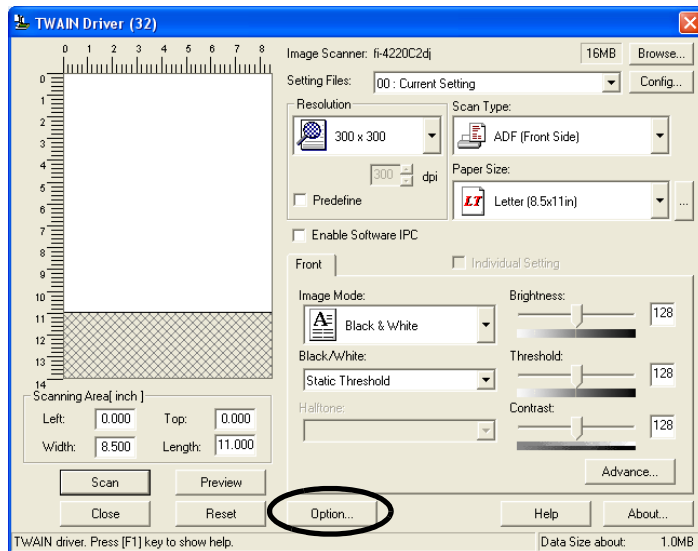 TWAIN Driver (32)
0 1 2 3 4 5 6 7 8
0
1
2
3
4
5
6
7
8
9
10
11
12
13
14
Image Scanner: fi-4220C2dj 16MB Browse...
Setting Files: 00 : Current Setting Config...
Resolution
300 x 300
300 dpi
Predefine
Scan Type:
ADF (Front Side)
Paper Size:
LT Letter (8.5x11in) ...
Enable Software IPC
Front Individual Setting
Image Mode:
A Black & White
Black/White:
Static Threshold
Halftone:
Brightness:
128
Threshold:
128
Contrast:
128
Advance...
Scanning Area[ inch ]
Left: 0.000 Top: 0.000
Width: 8.500 Length: 11.000
Scan Preview
Close Reset Option... Help About...
TWAIN driver. Press [F1] key to show help. Data Size about: 1.0MB